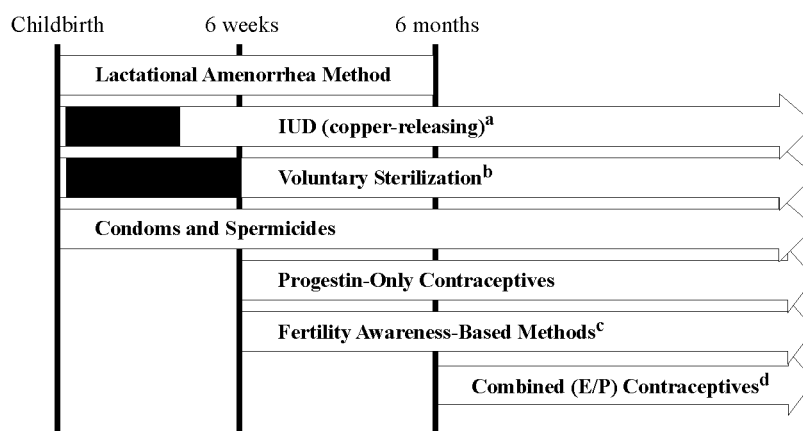 Childbirth 6 weeks 6 months
Lactational Amenorrhea Method
IUD (copper-releasing)a
Voluntary Sterilizationb
Condoms and Spermicides
Progestin-Only Contraceptives
Fertility Awareness-Based Methodsc
Combined (E/P) Contraceptivesd